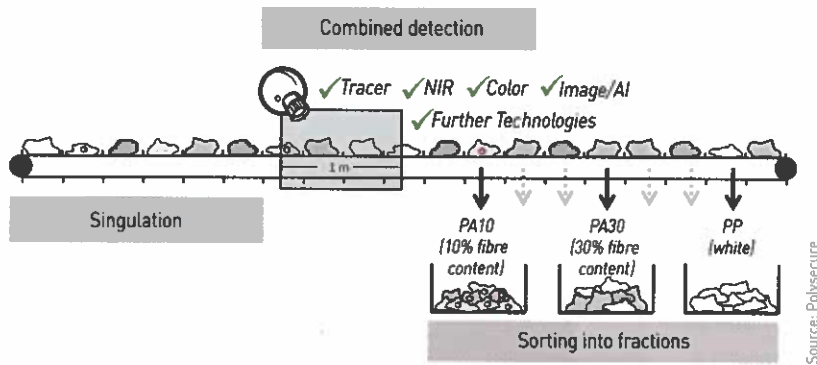 Combined detection
✓Tracer ✓NIR ✓Color ✓Image/AI
✓Further Technologies
1 m
Singulation
PA10
(10% fibre
content)
PA30
(30% fibre
content)
PP
(white)
Sorting into fractions
Source: Polysecure